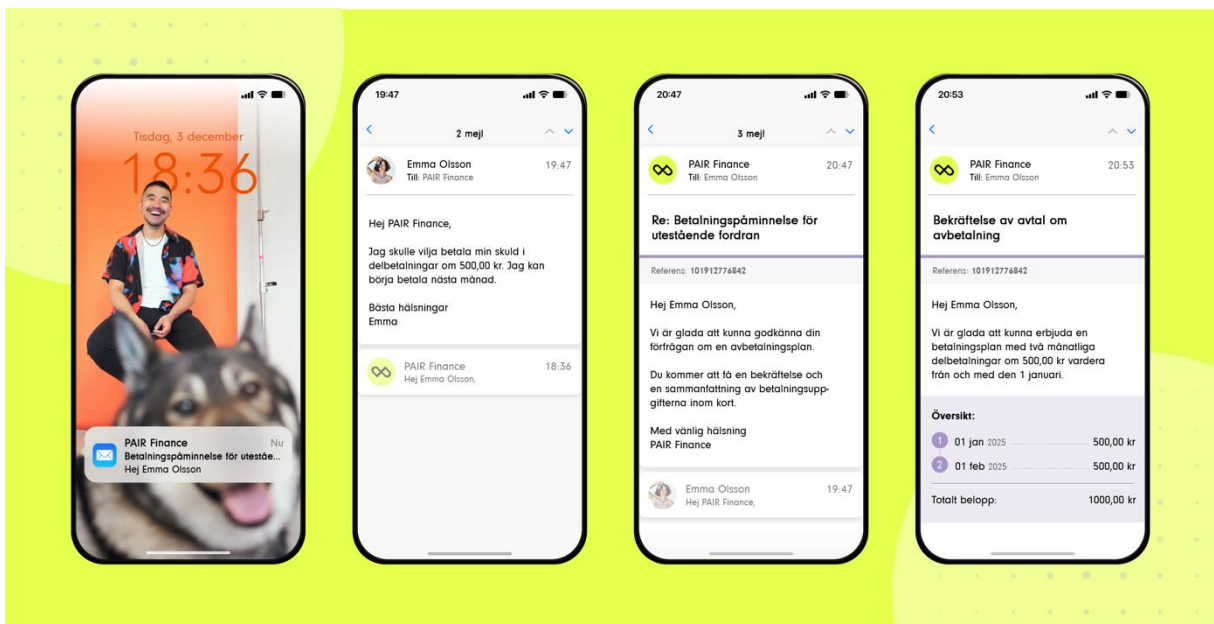 Tisdag, 3 december
18:36
PAIR Finance
Nu
Betalningspåminnelse för uteståe...
Hej Emma Olsson
19:47
2 mejl
Emma Olsson
19:47
Till: PAIR Finance
Hej PAIR Finance,
Jag skulle vilja betala min skuld i
delbetalningar om 500,00 kr. Jag kan
börja betala nästa månad.
Bästa hälsningar
Emma
PAIR Finance
18:36
Hej Emma Olsson,
20:47
3 mejl
PAIR Finance
20:47
Till: Emma Olsson
Re: Betalningspåminnelse för
utestående fordran
Referens: 101912776842
Hej Emma Olsson,
Vi är glada att kunna godkänna din
förfrågan om en avbetalningsplan.
Du kommer att få en bekräftelse och
en sammanfattning av betalningsupp-
gifterna inom kort.
Med vänlig hälsning
PAIR Finance
Emma Olsson
19:47
Hej PAIR Finance,
20:53
PAIR Finance
20:53
Till: Emma Olsson
Bekräftelse av avtal om
avbetalning
Referens: 101912776842
Hej Emma Olsson,
Vi är glada att kunna erbjuda en
betalningsplan med två månatliga
delbetalningar om 500,00 kr vardera
från och med den 1 januari.
Översikt:
1 01 jan 2025 500,00 kr
2 01 feb 2025 500,00 kr
Totalt belopp: 1000,00 kr